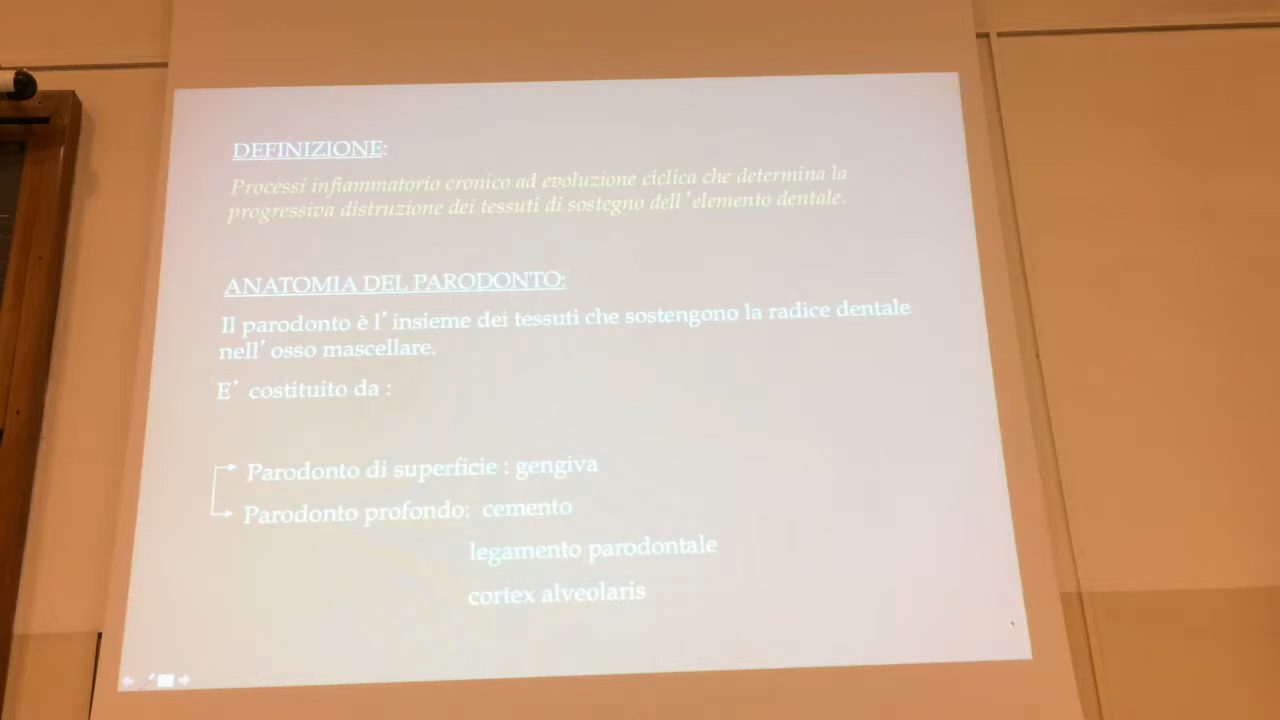 DEFINIZIONE:
Processi infiammatorio cronico ad evoluzione ciclica che determina la
progressiva distruzione dei tessuti di sostegno dell'elemento dentale.
ANATOMIA DEL PARODONTO:
Il parodonto è l'insieme dei tessuti che sostengono la radice dentale
nell'osso mascellare.
E' costituito da :
Parodonto di superficie : gengiva
Parodonto profondo: cemento
legamento parodontale
cortex alveolaris